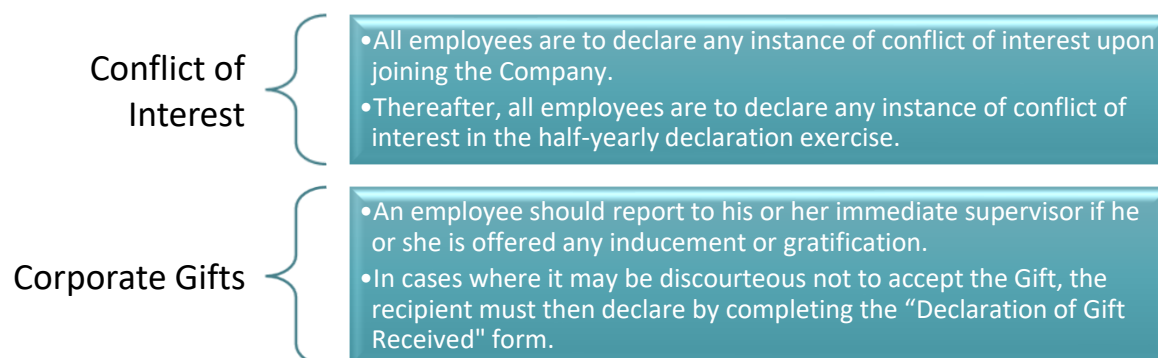 Conflict of
Interest
•All employees are to declare any instance of conflict of interest upon
joining the Company.
•Thereafter, all employees are to declare any instance of conflict of
interest in the half-yearly declaration exercise.
Corporate Gifts
•An employee should report to his or her immediate supervisor if he
or she is offered any inducement or gratification.
•In cases where it may be discourteous not to accept the Gift, the
recipient must then declare by completing the “Declaration of Gift
Received" form.